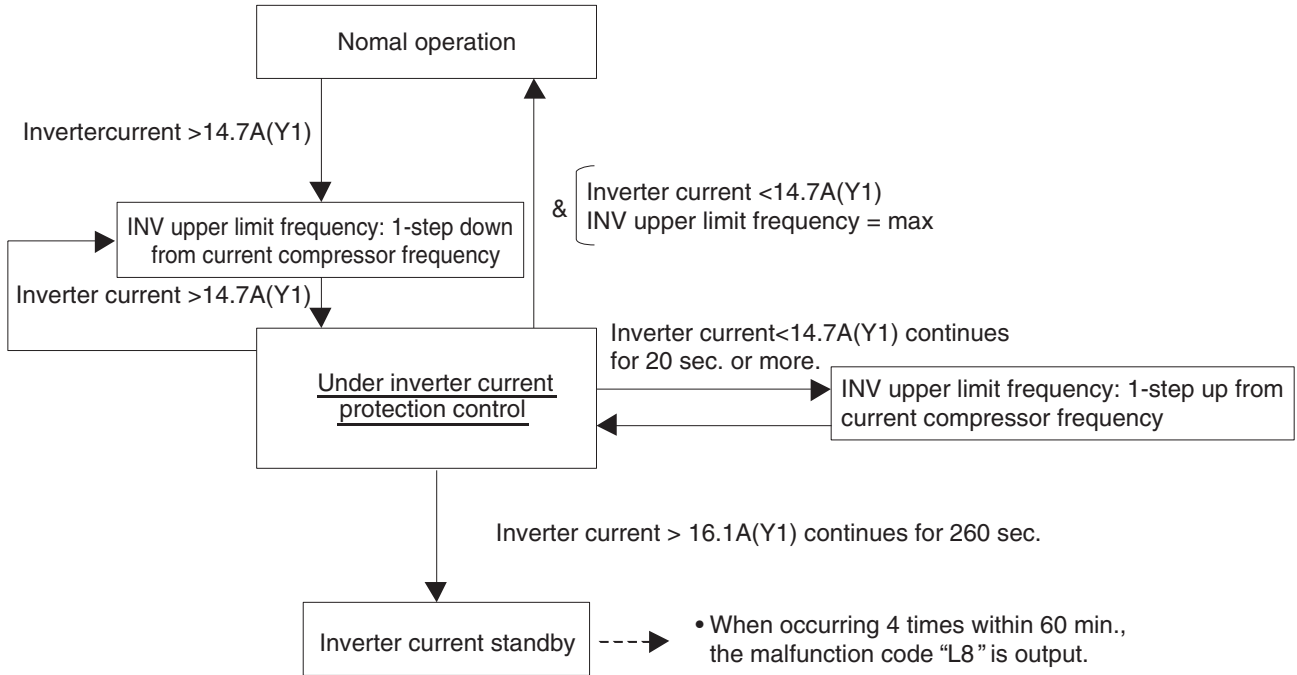 Nomal operation
Invertercurrent >14.7A(Y1)
& Inverter current <14.7A(Y1)
INV upper limit frequency = max
INV upper limit frequency: 1-step down
from current compressor frequency
Inverter current >14.7A(Y1)
Inverter current<14.7A(Y1) continues
for 20 sec. or more.
Under inverter current
protection control
INV upper limit frequency: 1-step up from
current compressor frequency
Inverter current > 16.1A(Y1) continues for 260 sec.
Inverter current standby
• When occurring 4 times within 60 min.,
the malfunction code “L8” is output.